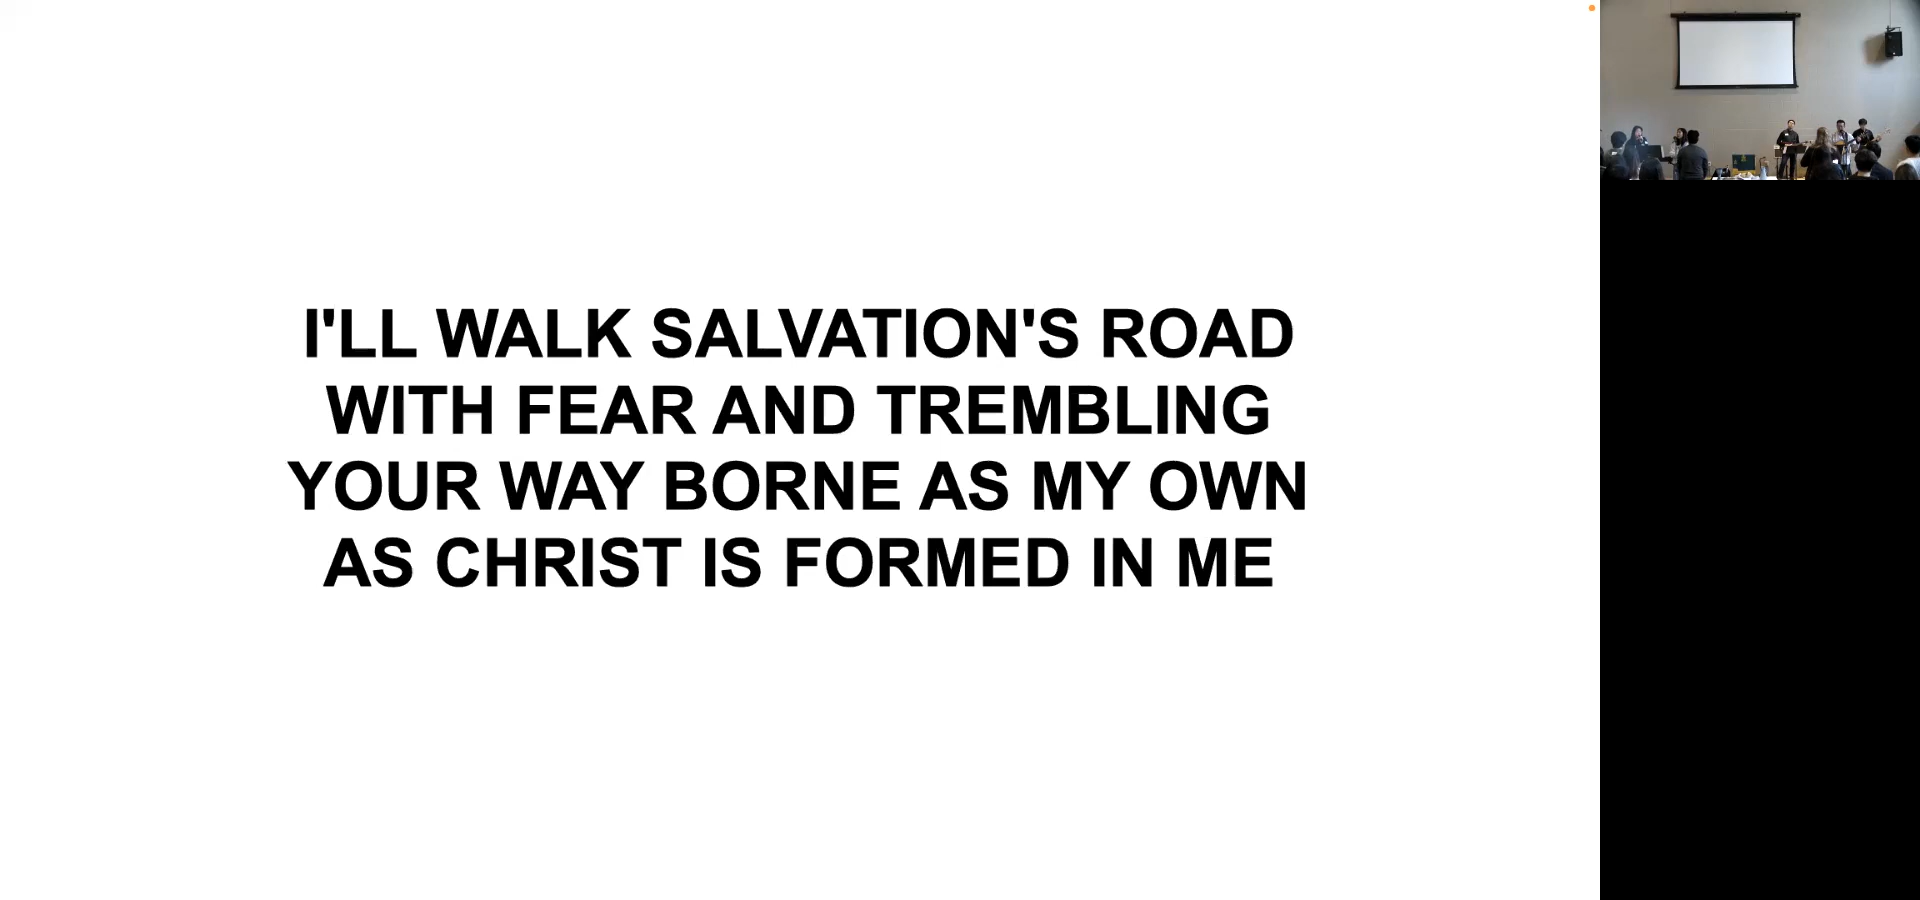 I'LL WALK SALVATION'S ROAD
WITH FEAR AND TREMBLING
YOUR WAY BORNE AS MY OWN
AS CHRIST IS FORMED IN ME